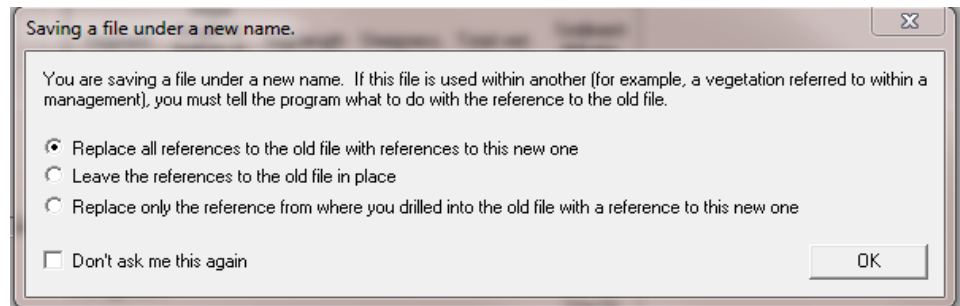 Saving a file under a new name.
You are saving a file under a new name. If this file is used within another (for example, a vegetation referred to within a
management), you must tell the program what to do with the reference to the old file.
Replace all references to the old file with references to this new one
Leave the references to the old file in place
Replace only the reference from where you drilled into the old file with a reference to this new one
Don't ask me this again
OK